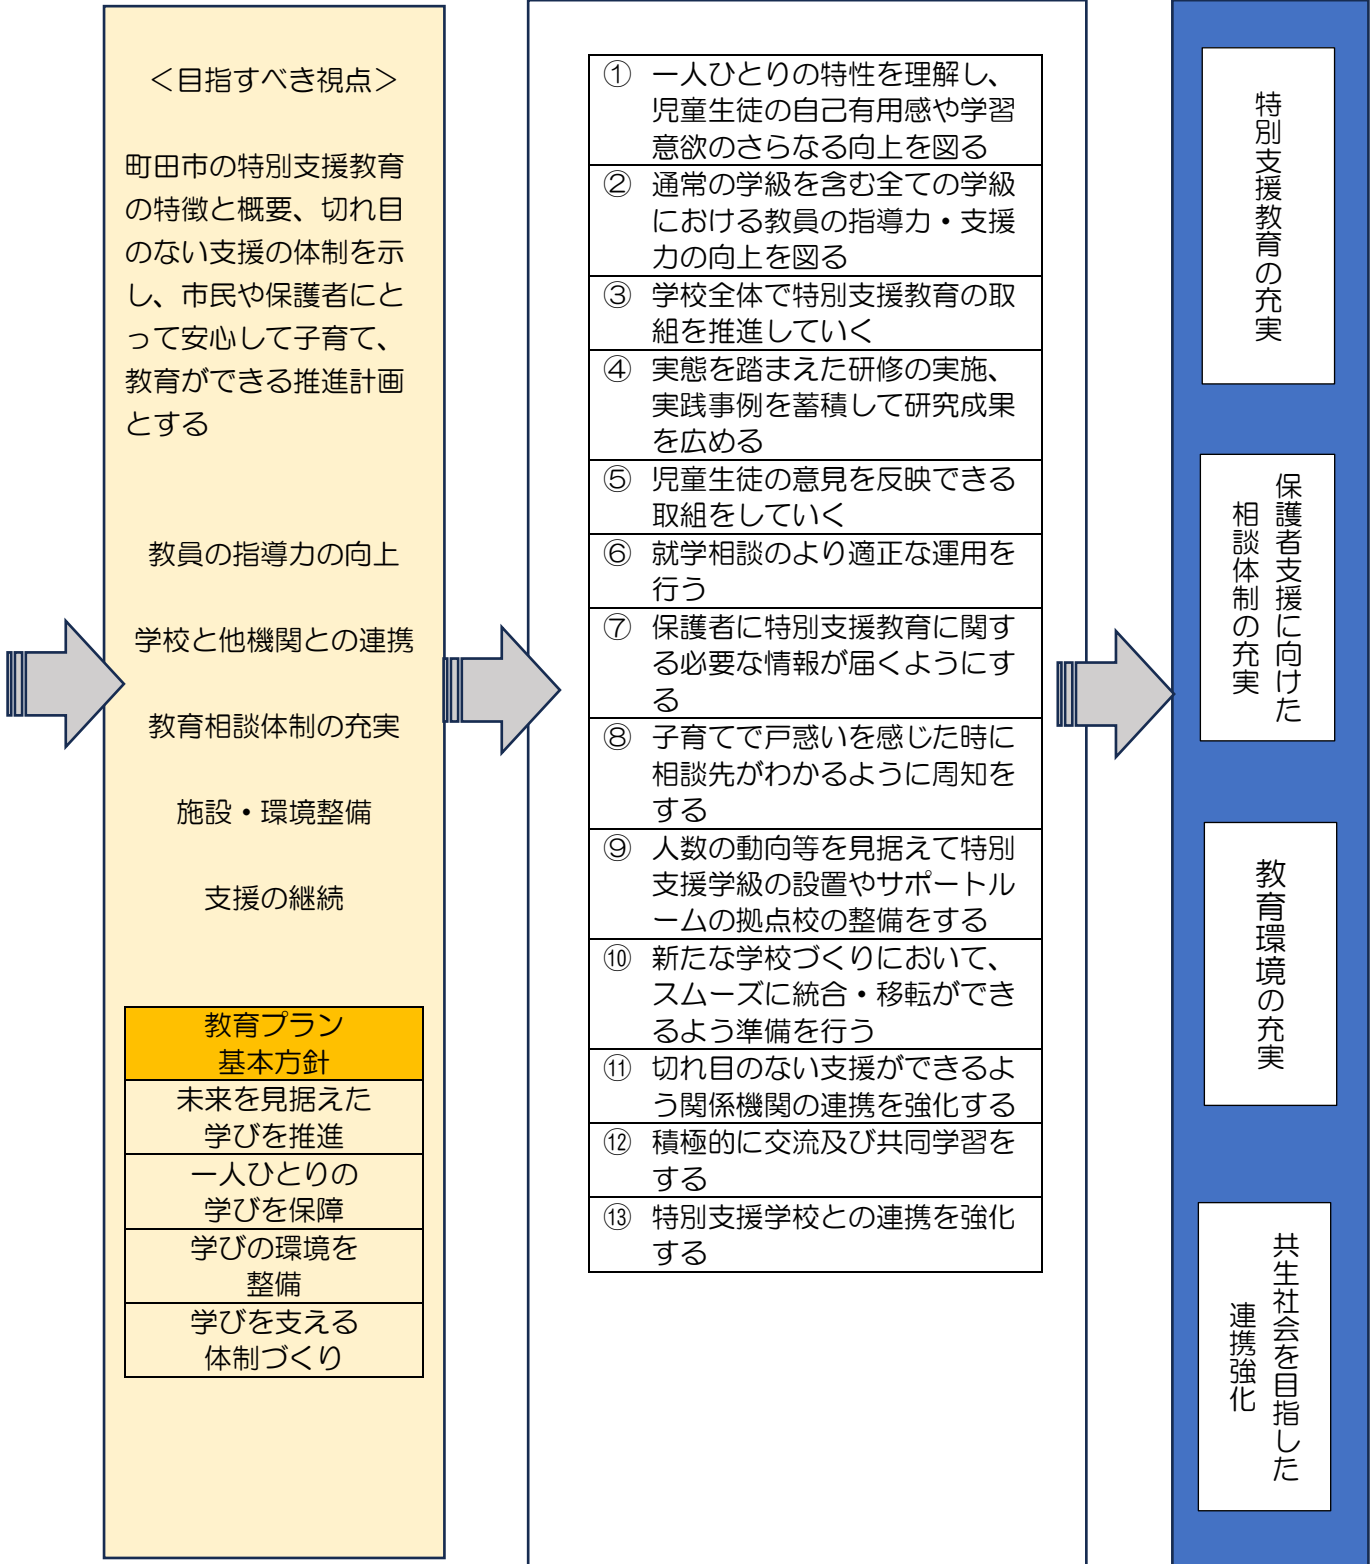 ＜目指すべき視点＞
町田市の特別支援教育
の特徴と概要、切れ目
のない支援の体制を示
し、市民や保護者にと
って安心して子育て、
教育ができる推進計画
とする
教員の指導力の向上
学校と他機関との連携
教育相談体制の充実
施設・環境整備
支援の継続
教育プラン
基本方針
未来を見据えた
学びを推進
一人ひとりの
学びを保障
学びの環境を
整備
学びを支える
体制づくり
① 一人ひとりの特性を理解し、
児童生徒の自己有用感や学習
意欲のさらなる向上を図る
② 通常の学級を含む全ての学級
における教員の指導力・支援
力の向上を図る
③ 学校全体で特別支援教育の取
組を推進していく
④ 実態を踏まえた研修の実施、
実践事例を蓄積して研究成果
を広める
⑤ 児童生徒の意見を反映できる
取組をしていく
⑥ 就学相談のより適正な運用を
行う
⑦ 保護者に特別支援教育に関す
る必要な情報が届くようにす
る
⑧ 子育てで戸惑いを感じた時に
相談先がわかるように周知を
する
⑨ 人数の動向等を見据えて特別
支援学級の設置やサポートル
ームの拠点校の整備をする
⑩ 新たな学校づくりにおいて、
スムーズに統合・移転ができ
るよう準備を行う
⑪ 切れ目のない支援ができるよ
う関係機関の連携を強化する
⑫ 積極的に交流及び共同学習を
する
⑬ 特別支援学校との連携を強化
する
特別支援教育の充実
保護者支援に向けた
相談体制の充実
教育環境の充実
共生社会を目指した
連携強化